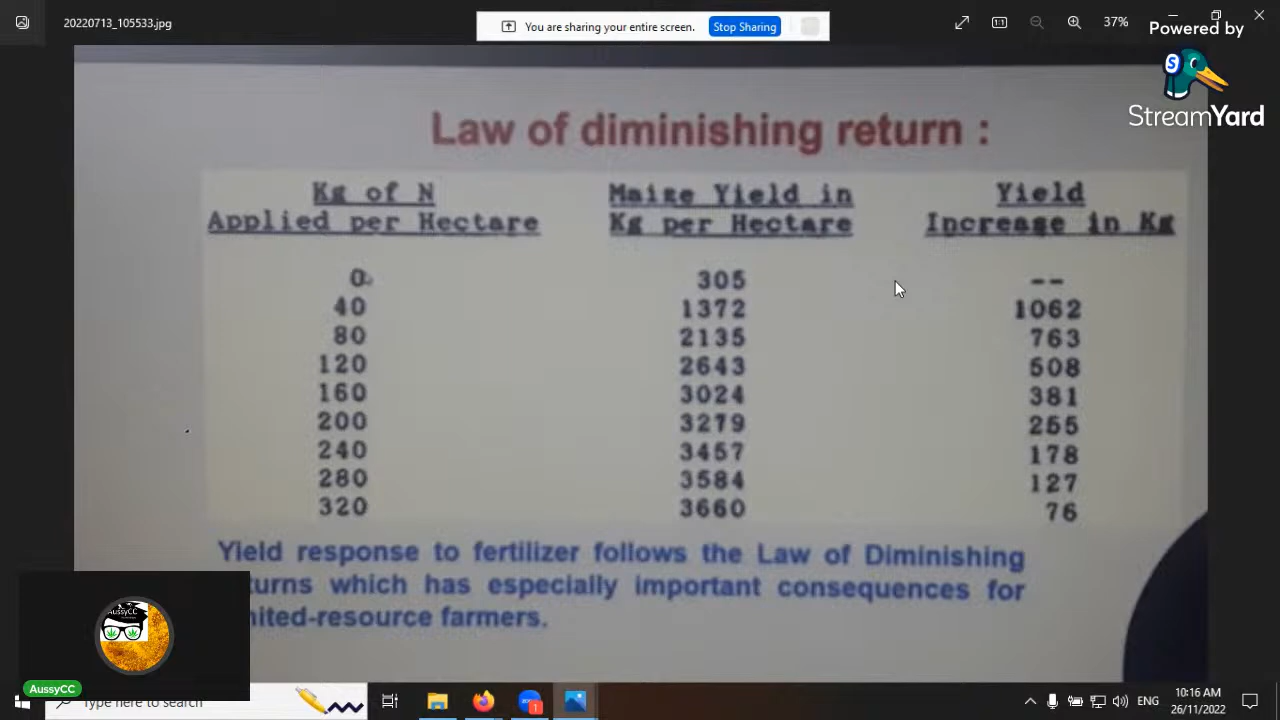 20220713_105533.jpg
You are sharing your entire screen. Stop Sharing
37%
Powered by
StreamYard
S
Law of diminishing return :
Kg of N Maize Yield in Yield
Applied per Hectare Kg per Hectare Increase in Kg
0 305 --
40 1372 1062
80 2135 763
120 2643 508
160 3024 381
200 3279 255
240 3457 178
280 3584 127
320 3660 76
Yield response to fertilizer follows the Law of Diminishing
urns which has especially important consequences for
ited-resource farmers.
AussyCC
AussyCC
Type here to search
1
ENG
10:16 AM
26/11/2022